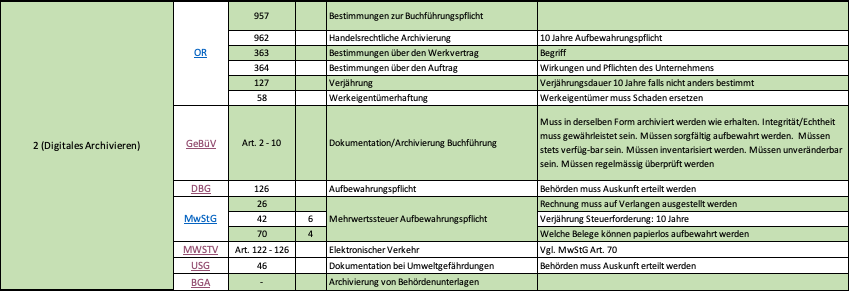 2 (Digitales Archivieren)
OR
957 Bestimmungen zur Buchführungspflicht
962 Handelsrechtliche Archivierung 10 Jahre Aufbewahrungspflicht
363 Bestimmungen über den Werkvertrag Begriff
364 Bestimmungen über den Auftrag Wirkungen und Pflichten des Unternehmens
127 Verjährung Verjährungsdauer 10 Jahre falls nicht anders bestimmt
58 Werkeigentümerhaftung Werkeigentümer muss Schaden ersetzen
GeBüV Art. 2 - 10 Dokumentation/Archivierung Buchführung
Muss in derselben Form archiviert werden wie erhalten. Integrität/Echtheit
muss gewährleistet sein. Müssen sorgfältig aufbewahrt werden. Müssen
stets verfüg-bar sein. Müssen inventarisiert werden. Müssen unveränderbar
sein. Müssen regelmässig überprüft werden
DBG 126 Aufbewahrungspflicht Behörden muss Auskunft erteilt werden
MwStG
26 Rechnung muss auf Verlangen ausgestellt werden
42 6 Mehrwertssteuer Aufbewahrungspflicht Verjährung Steuerforderung: 10 Jahre
70 4 Welche Belege können papierlos aufbewahrt werden
MWSTV Art. 122 - 126 Elektronischer Verkehr Vgl. MwStG Art. 70
USG 46 Dokumentation bei Umweltgefährdungen Behörden muss Auskunft erteilt werden
BGA - Archivierung von Behördenunterlagen